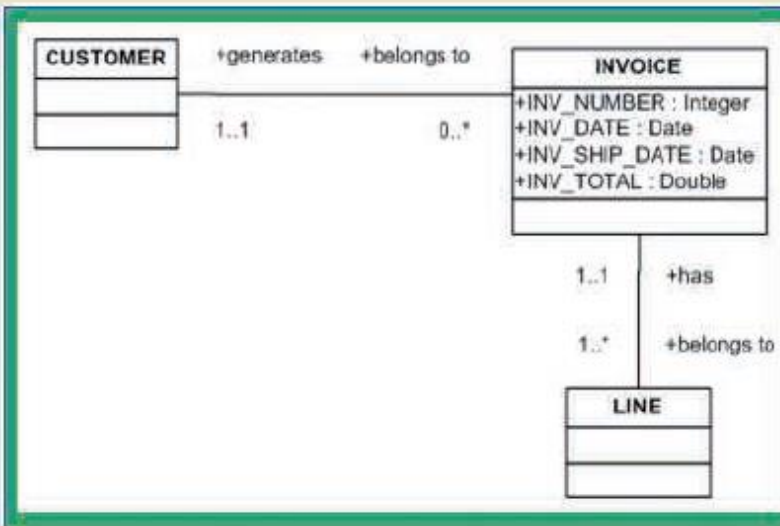 CUSTOMER +generates +belongs to
1..1 0..*
INVOICE
+INV_NUMBER : Integer
+INV_DATE : Date
+INV_SHIP_DATE : Date
+INV_TOTAL : Double
1..1 +has
1..* +belongs to
LINE